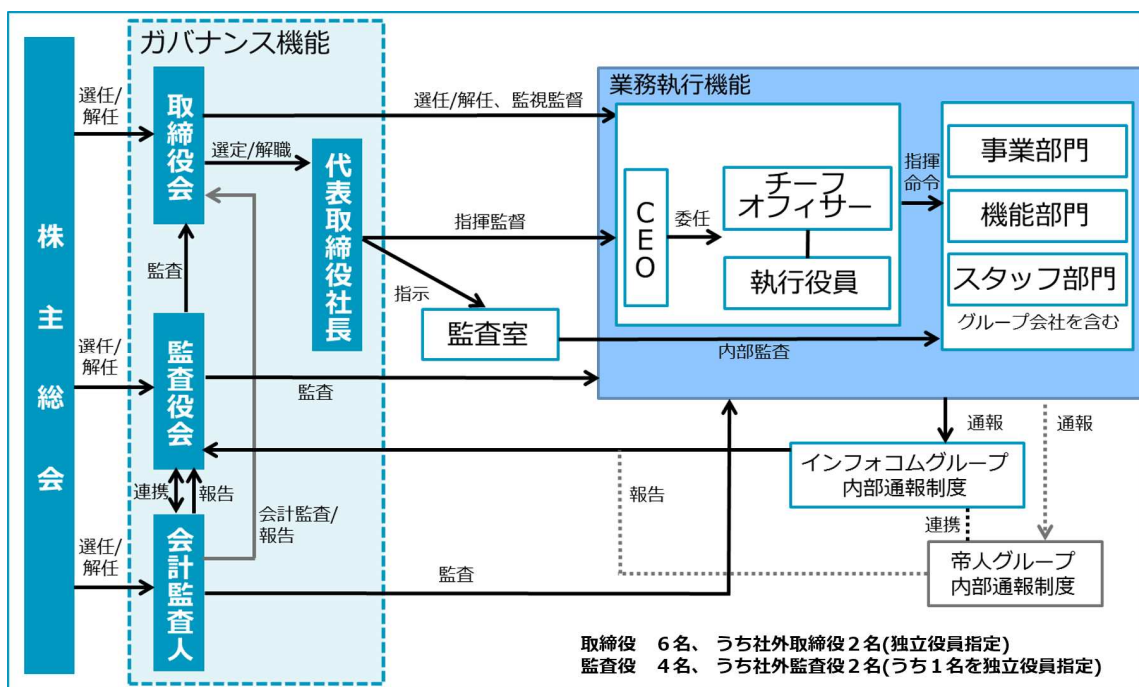 ガバナンス機能
株主総会
選任/
解任
取締役会
選任/解任、監視監督
選定/解職
代表取締役社長
指揮監督
指示
監査室
内部監査
監査
選任/
解任
監査役会
監査
連携
報告
会計監査/
報告
選任/
解任
会計監査人
監査
業務執行機能
CEO
委任
チーフ
オフィサー
執行役員
指揮
命令
事業部門
機能部門
スタッフ部門
グループ会社を含む
通報
通報
インフォコムグループ
内部通報制度
報告
連携
帝人グループ
内部通報制度
取締役 6名、 うち社外取締役2名(独立役員指定)
監査役 4名、 うち社外監査役2名(うち1名を独立役員指定)